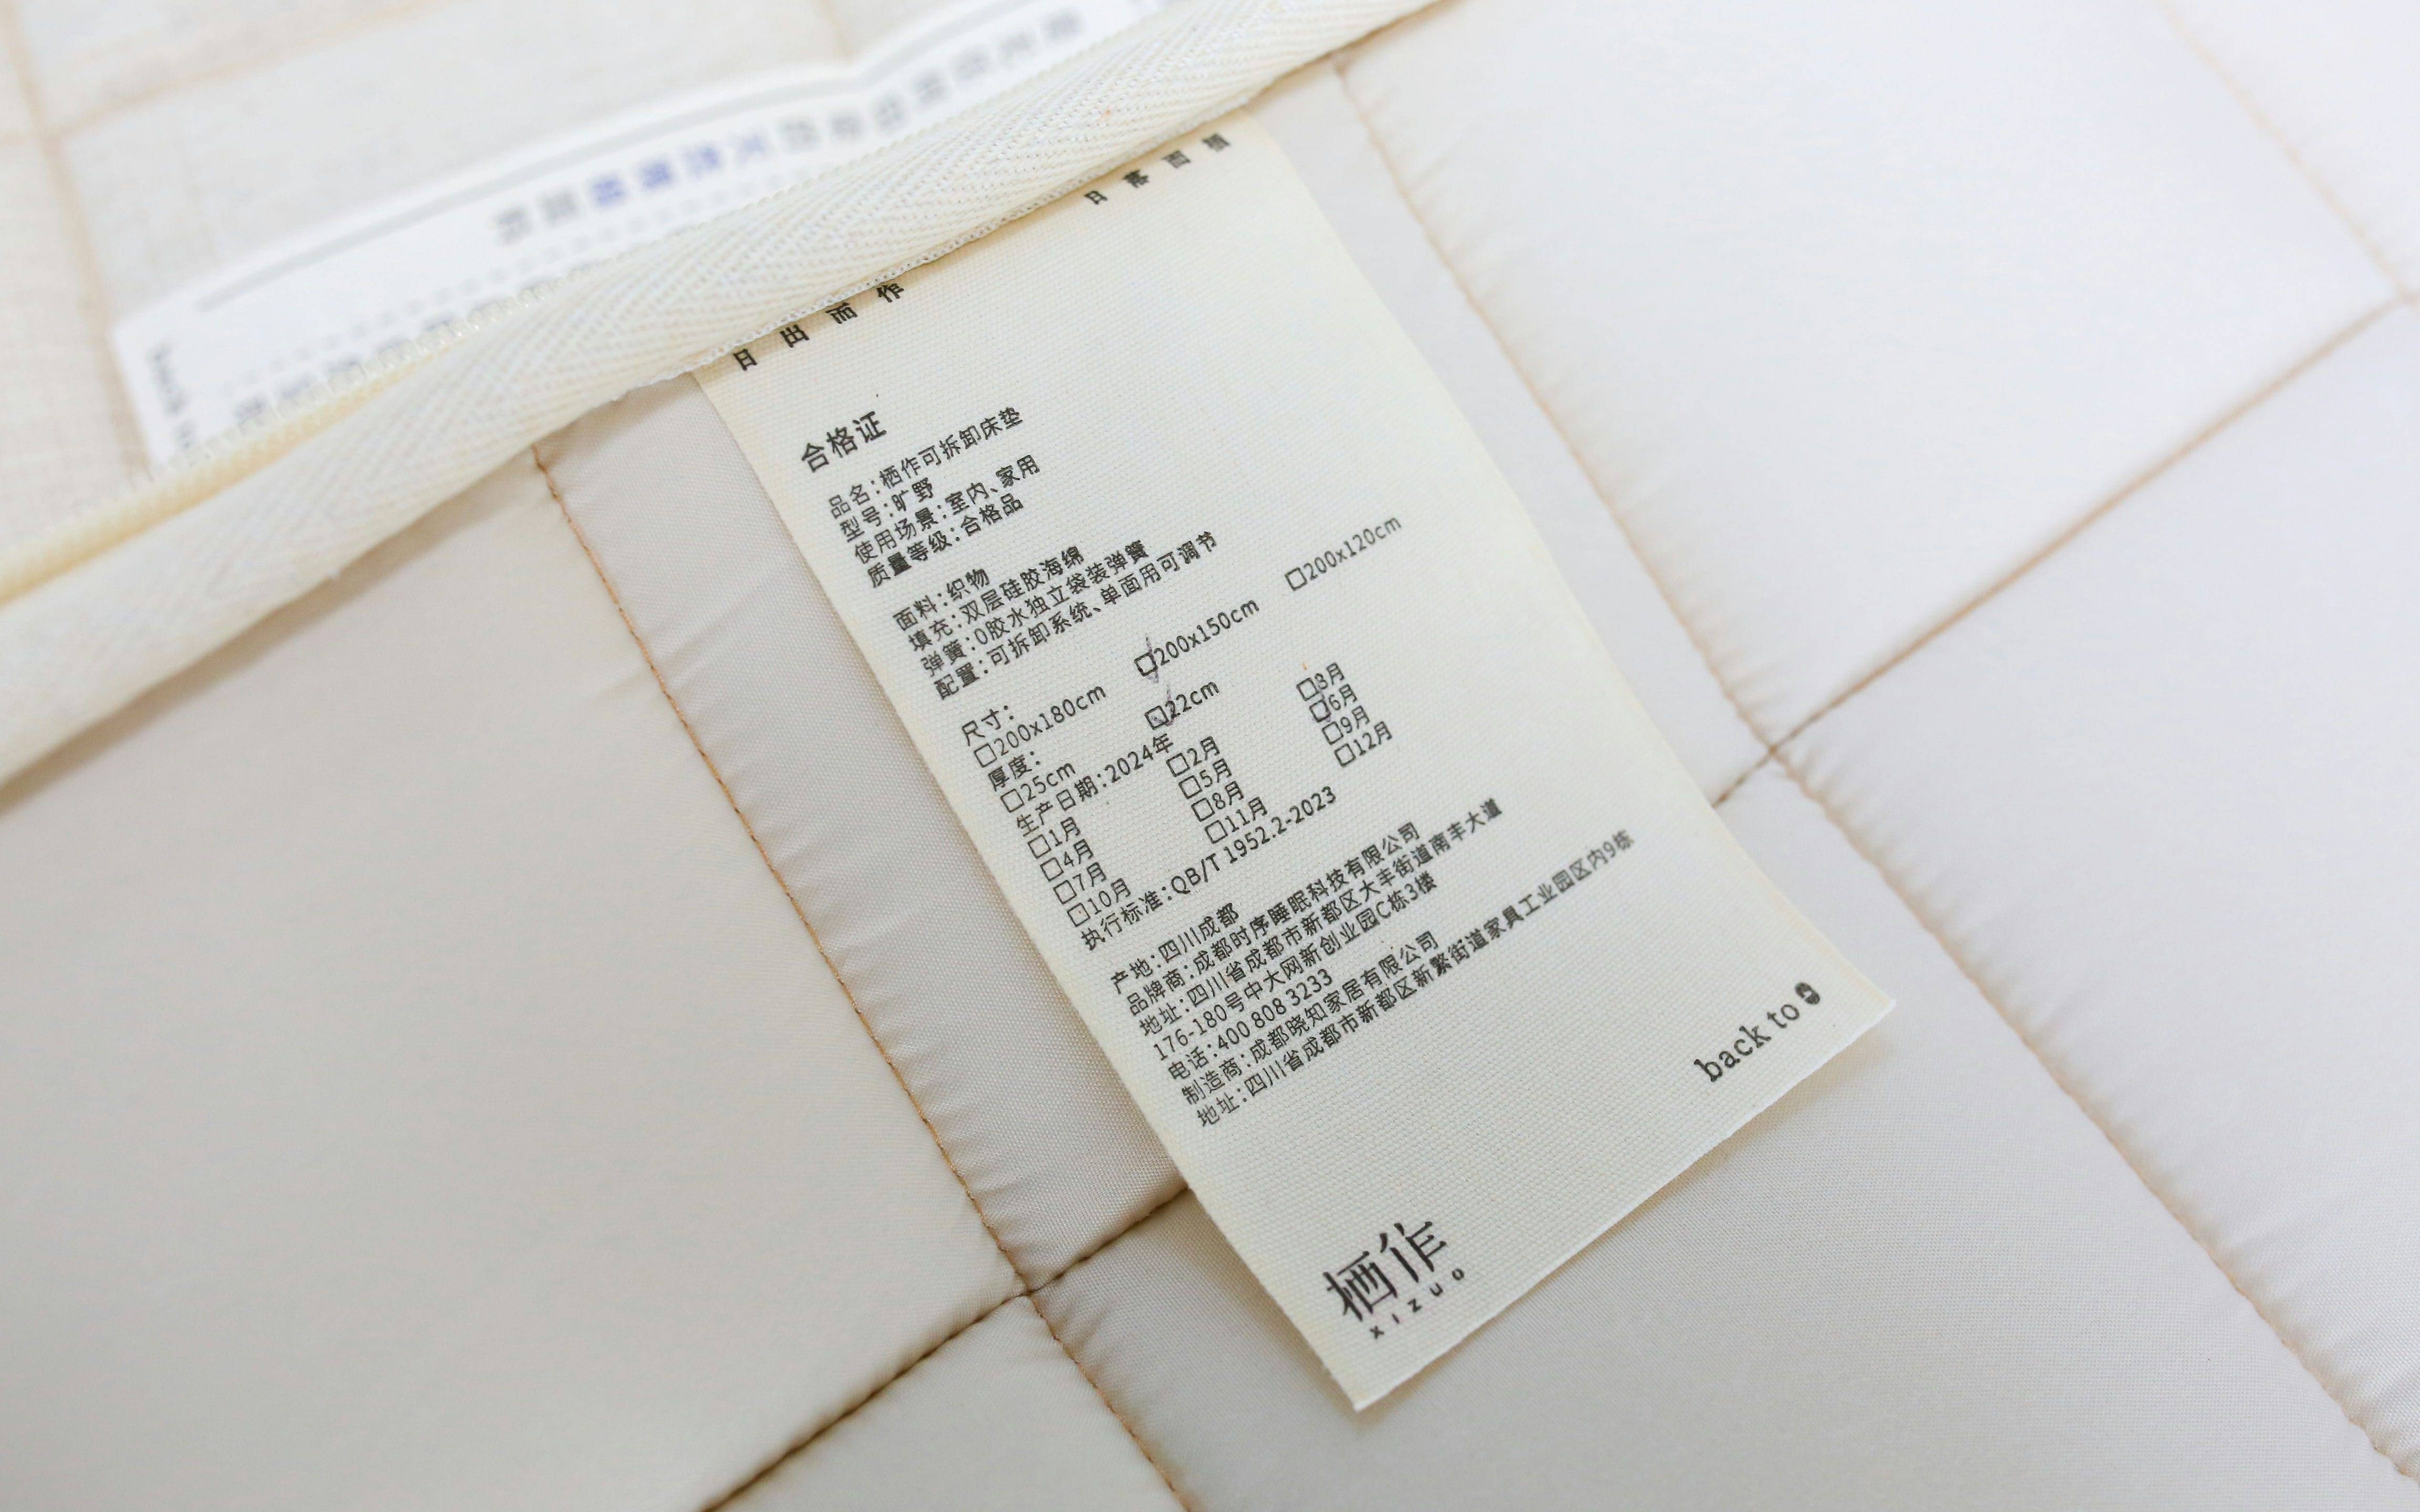 日出而作
日落而息
合格证
品名:栖作可拆卸床垫
型号:旷野
使用场景:室内、家用
质量等级:合格品
面料:织物
填充:双层硅胶海绵
弹簧:0胶水独立袋装弹簧
配置:可拆卸系统、单面用可调节
尺寸:
□200x180cm □200x150cm □200x120cm
厚度:
□25cm □22cm
生产日期:2024年
□1月 □2月 □3月
□4月 □5月 □6月
□7月 □8月 □9月
□10月 □11月 □12月
执行标准:QB/T 1952.2-2023
产地:四川成都
品牌商:成都时序睡眠科技有限公司
地址:四川省成都市新都区大丰街道南丰大道
176-180号中大网新创业园C栋3楼
电话:400 808 3233
制造商:成都晓知家居有限公司
地址:四川省成都市新都区新繁街道家具工业园区内9栋
back to
栖作
XIZUO